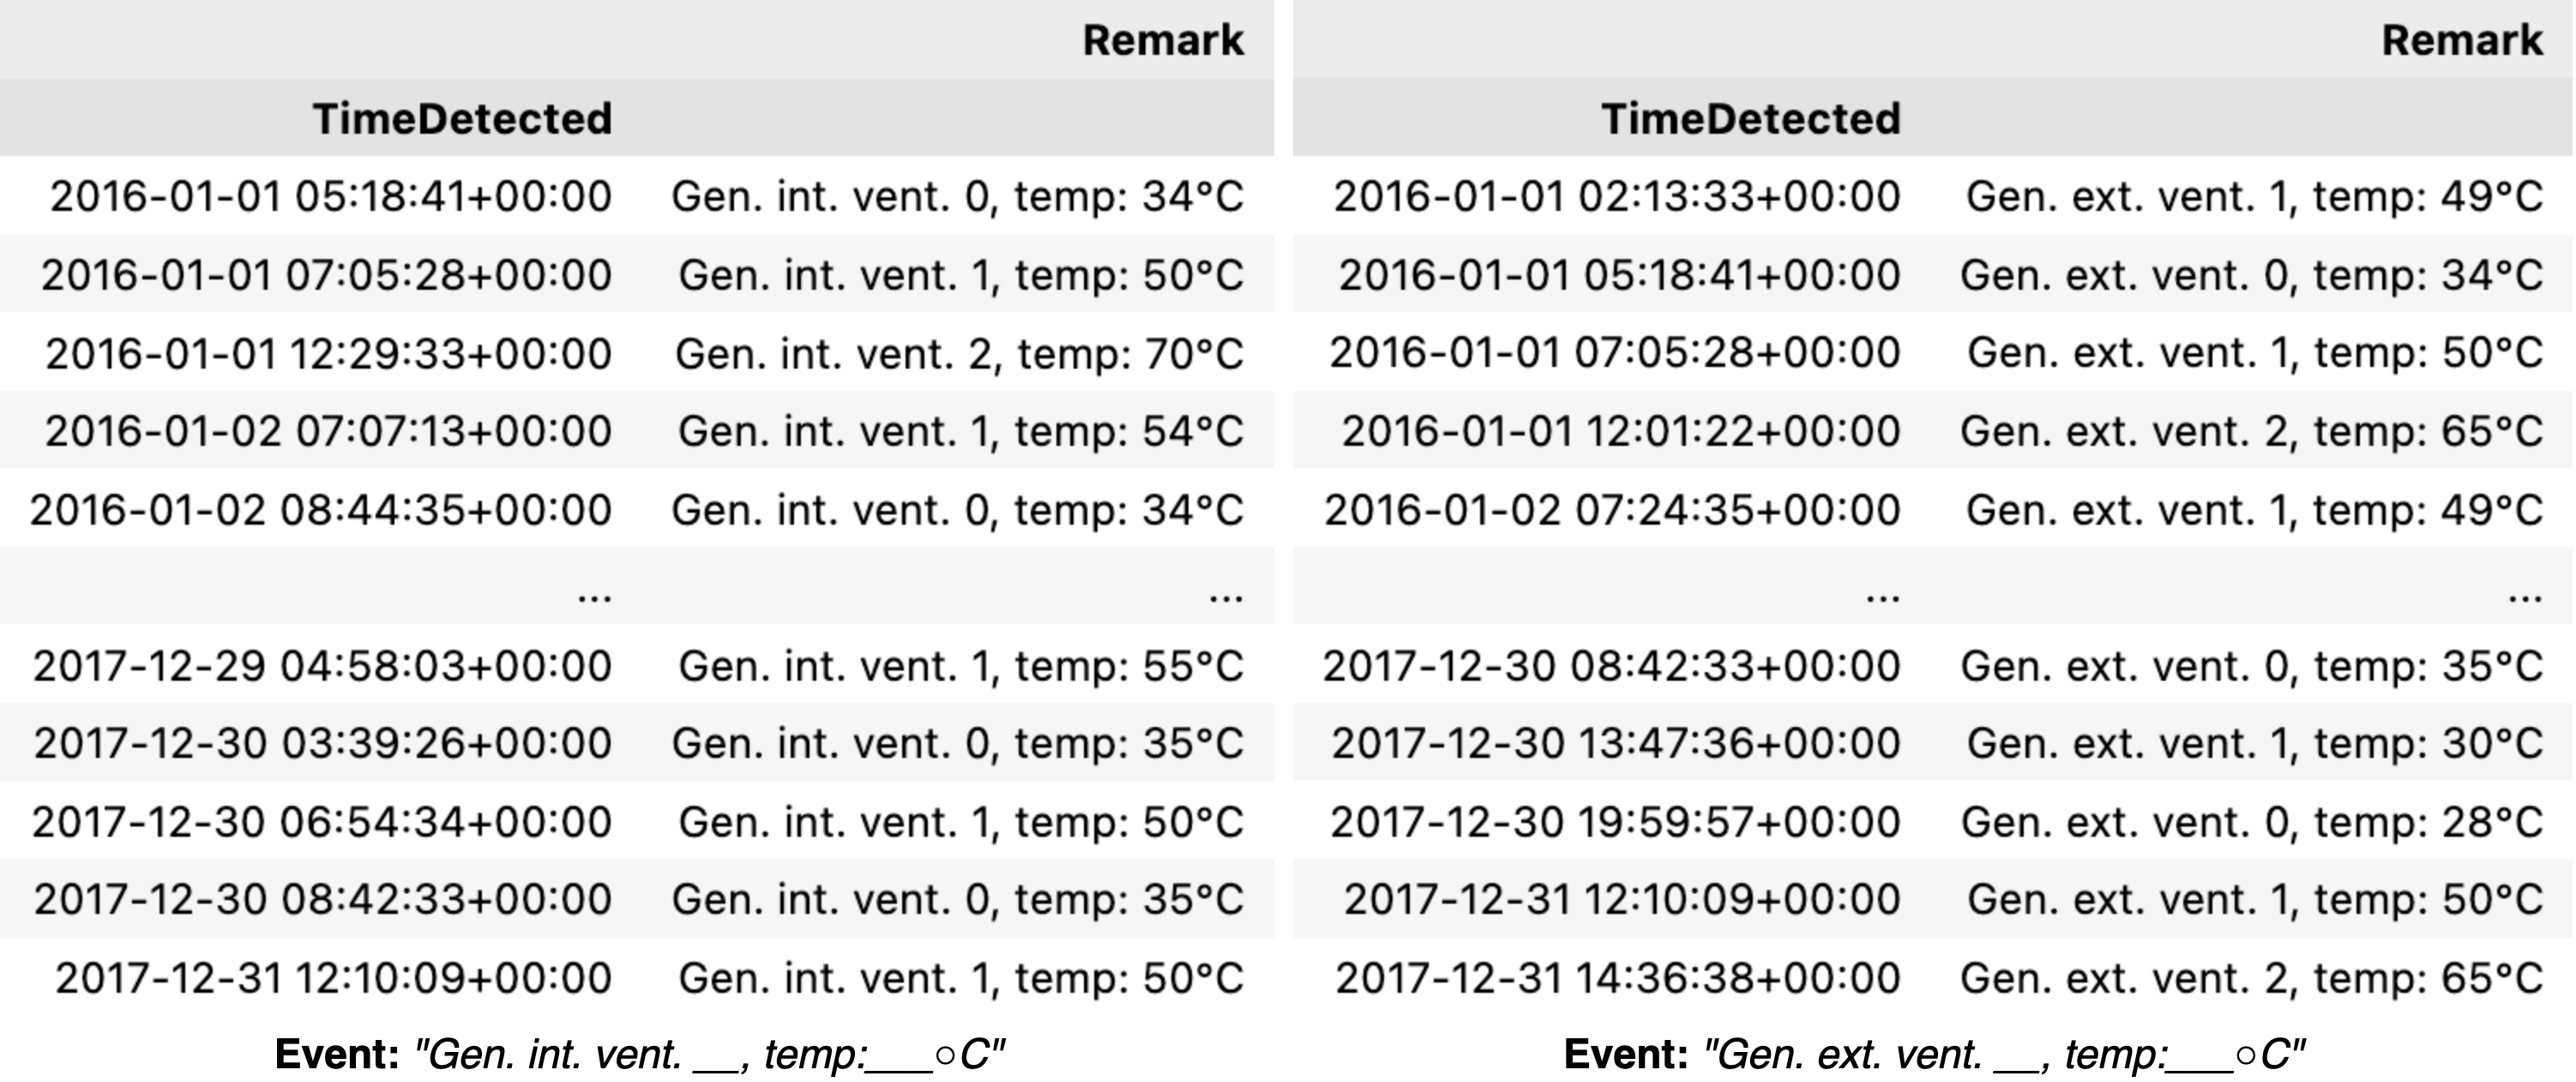 Remark
TimeDetected
2016-01-01 05:18:41+00:00 Gen. int. vent. 0, temp: 34°C
2016-01-01 07:05:28+00:00 Gen. int. vent. 1, temp: 50°C
2016-01-01 12:29:33+00:00 Gen. int. vent. 2, temp: 70°C
2016-01-02 07:07:13+00:00 Gen. int. vent. 1, temp: 54°C
2016-01-02 08:44:35+00:00 Gen. int. vent. 0, temp: 34°C
... ...
2017-12-29 04:58:03+00:00 Gen. int. vent. 1, temp: 55°C
2017-12-30 03:39:26+00:00 Gen. int. vent. 0, temp: 35°C
2017-12-30 06:54:34+00:00 Gen. int. vent. 1, temp: 50°C
2017-12-30 08:42:33+00:00 Gen. int. vent. 0, temp: 35°C
2017-12-31 12:10:09+00:00 Gen. int. vent. 1, temp: 50°C
Event: "Gen. int. vent. __, temp:___○C"
Remark
TimeDetected
2016-01-01 02:13:33+00:00 Gen. ext. vent. 1, temp: 49°C
2016-01-01 05:18:41+00:00 Gen. ext. vent. 0, temp: 34°C
2016-01-01 07:05:28+00:00 Gen. ext. vent. 1, temp: 50°C
2016-01-01 12:01:22+00:00 Gen. ext. vent. 2, temp: 65°C
2016-01-02 07:24:35+00:00 Gen. ext. vent. 1, temp: 49°C
... ...
2017-12-30 08:42:33+00:00 Gen. ext. vent. 0, temp: 35°C
2017-12-30 13:47:36+00:00 Gen. ext. vent. 1, temp: 30°C
2017-12-30 19:59:57+00:00 Gen. ext. vent. 0, temp: 28°C
2017-12-31 12:10:09+00:00 Gen. ext. vent. 1, temp: 50°C
2017-12-31 14:36:38+00:00 Gen. ext. vent. 2, temp: 65°C
Event: "Gen. ext. vent. __, temp:___○C"